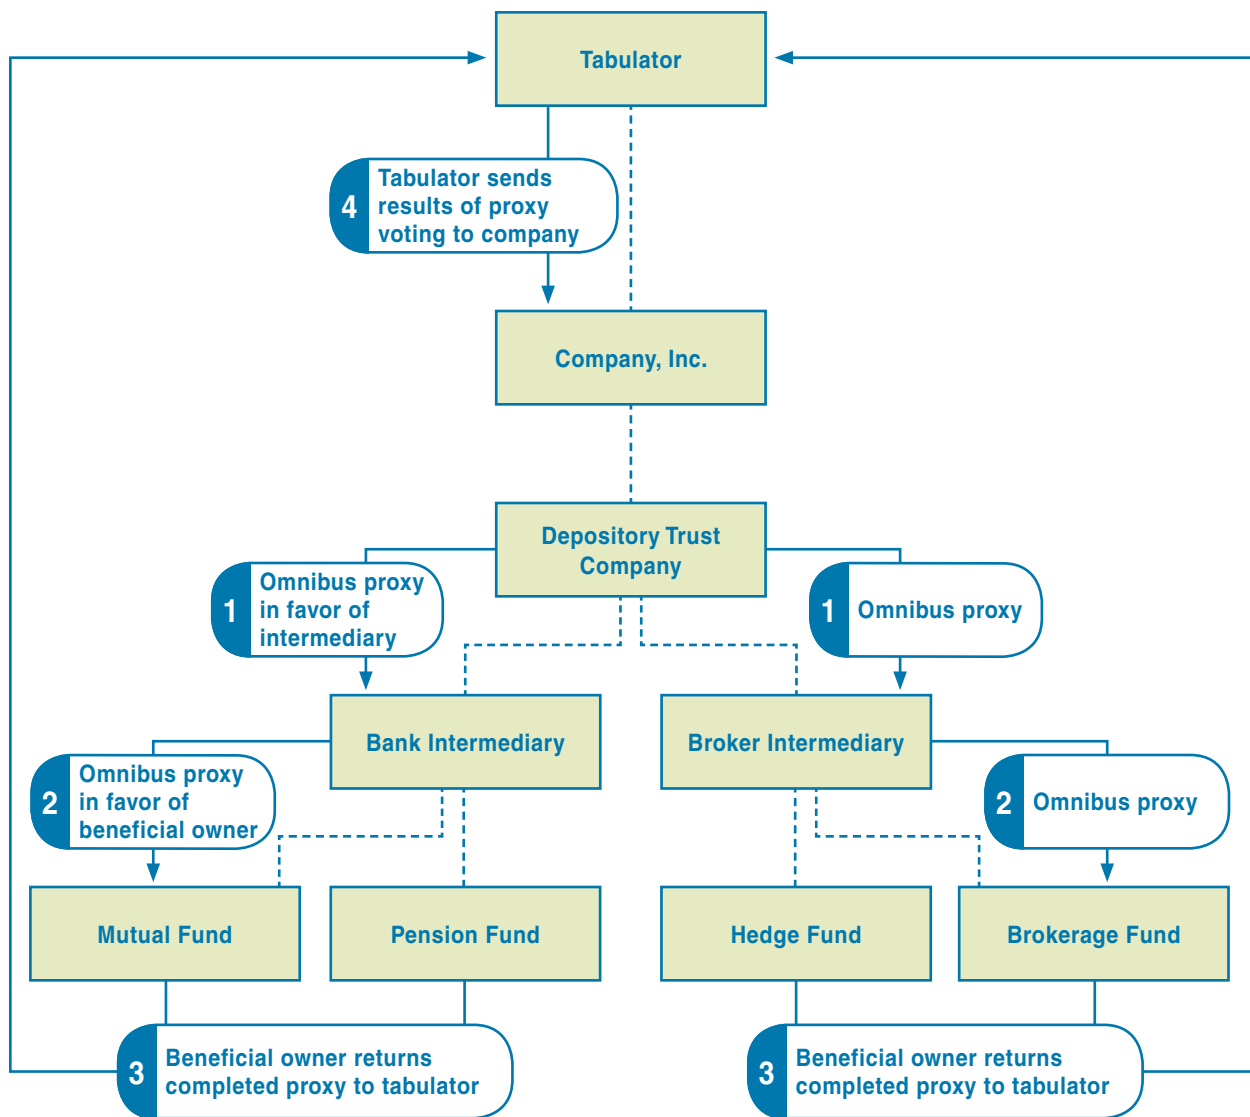 Tabulator
4
Tabulator sends
results of proxy
voting to company
Company, Inc.
Depository Trust
Company
1
Omnibus proxy
in favor of
intermediary
1
Omnibus proxy
Bank Intermediary
Broker Intermediary
2
Omnibus proxy
in favor of
beneficial owner
2
Omnibus proxy
Mutual Fund
Pension Fund
Hedge Fund
Brokerage Fund
3
Beneficial owner returns
completed proxy to tabulator
3
Beneficial owner returns
completed proxy to tabulator